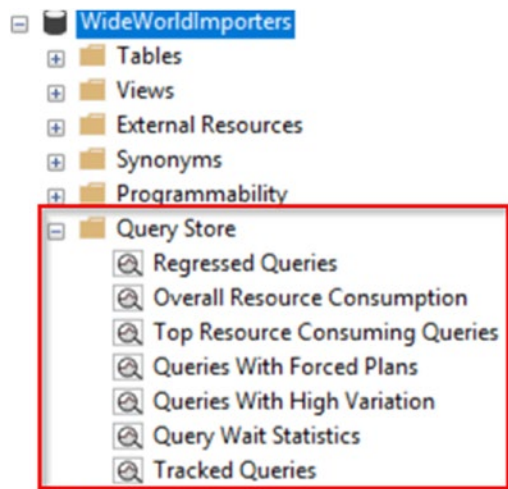 WideWorldImporters
Tables
Views
External Resources
Synonyms
Programmability
Query Store
Regressed Queries
Overall Resource Consumption
Top Resource Consuming Queries
Queries With Forced Plans
Queries With High Variation
Query Wait Statistics
Tracked Queries